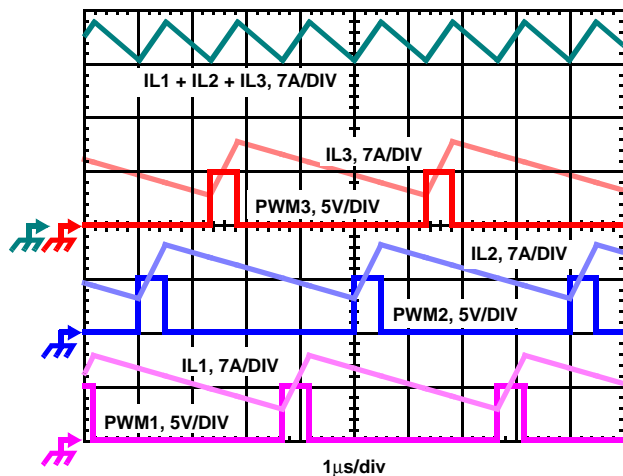 IL1 + IL2 + IL3, 7A/DIV
IL3, 7A/DIV
PWM3, 5V/DIV
IL2, 7A/DIV
PWM2, 5V/DIV
IL1, 7A/DIV
PWM1, 5V/DIV
1µs/div